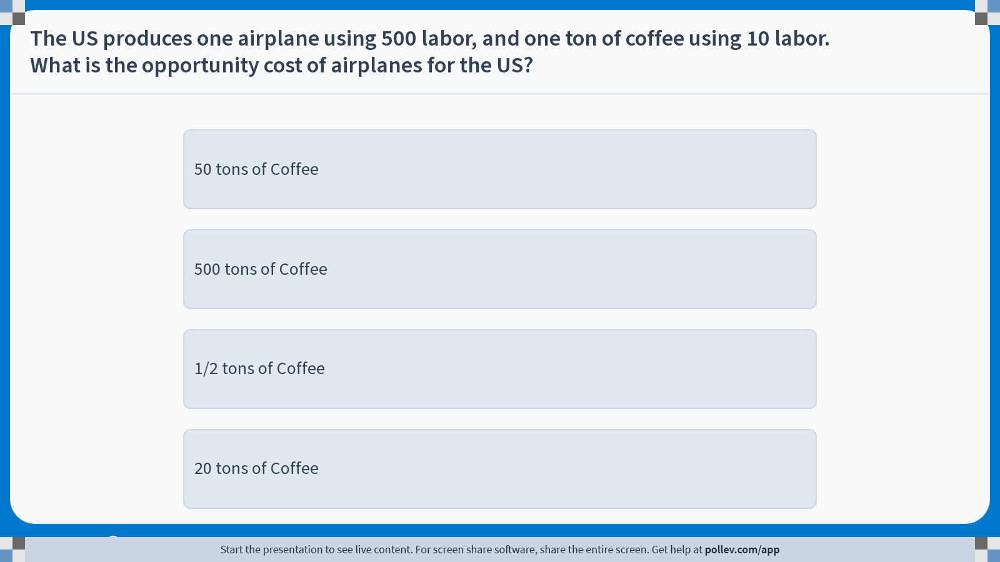 The US produces one airplane using 500 labor, and one ton of coffee using 10 labor.
What is the opportunity cost of airplanes for the US?
50 tons of Coffee
500 tons of Coffee
1/2 tons of Coffee
20 tons of Coffee
Start the presentation to see live content. For screen share software, share the entire screen. Get help at pollev.com/app